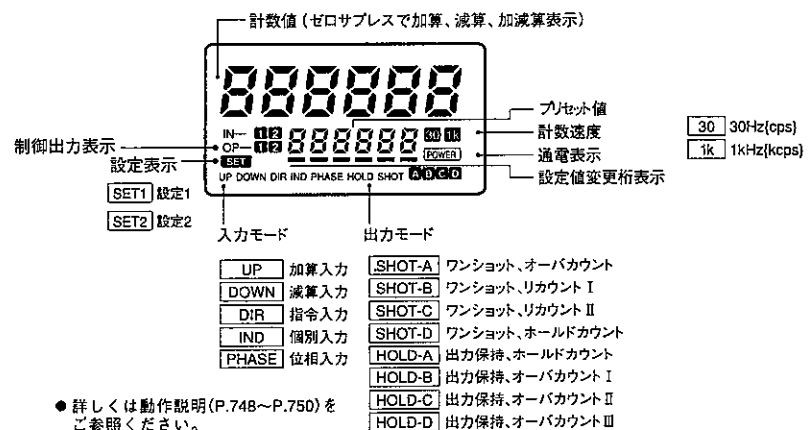 計数値(ゼロサプレスで加算、減算、加減算表示)
888888
プリセット値
IN 1 2 888888 30 1k
計数速度
30 30Hz{cps}
制御出力表示
OP 1 2
POWER
通電表示
1k 1kHz{kcps}
設定表示
SET
設定値変更桁表示
UP DOWN DIR IND PHASE HOLD SHOT A B C D
SET1 設定1
SET2 設定2
入力モード
出力モード
UP 加算入力
DOWN 減算入力
DIR 指令入力
IND 個別入力
PHASE 位相入力
SHOT-A ワンショット、オーバカウント
SHOT-B ワンショット、リカウントⅠ
SHOT-C ワンショット、リカウントⅡ
SHOT-D ワンショット、ホールドカウント
HOLD-A 出力保持、ホールドカウント
HOLD-B 出力保持、オーバカウントⅠ
HOLD-C 出力保持、オーバカウントⅡ
HOLD-D 出力保持、オーバカウントⅢ
●詳しくは動作説明(P.748〜P.750)を
ご参照ください。